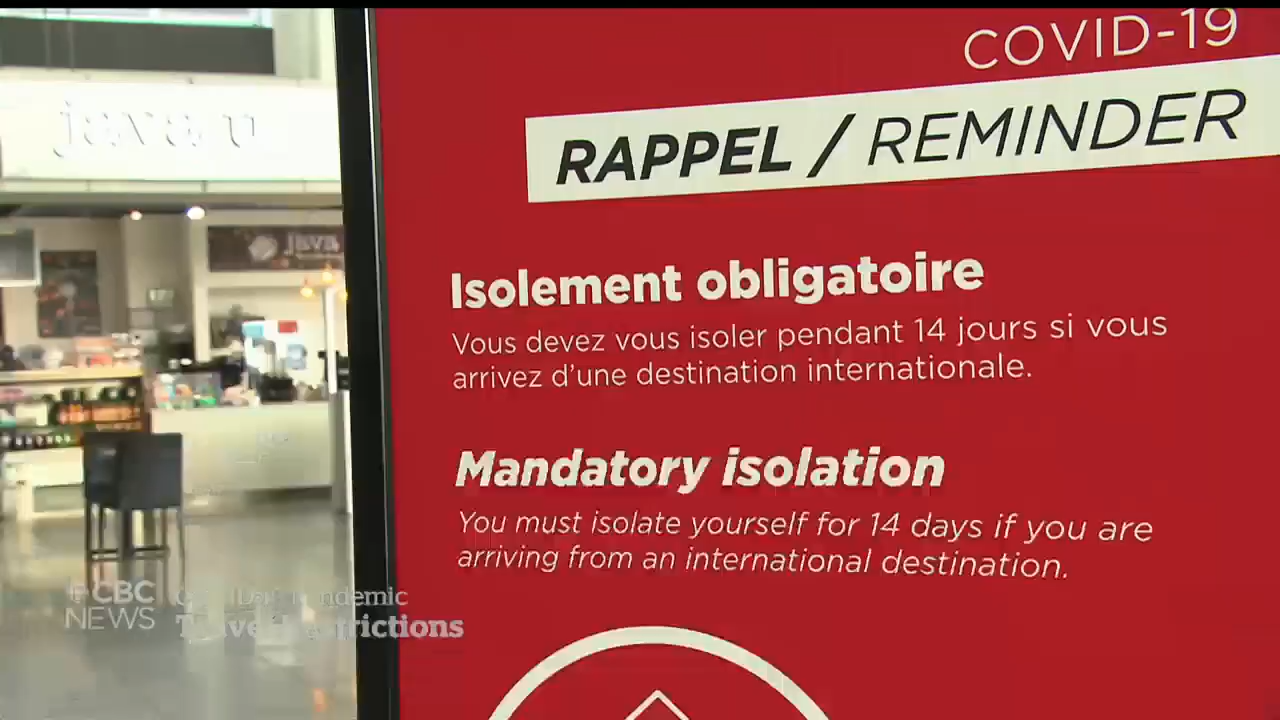 COVID-19
RAPPEL / REMINDER
java u
java
Isolement obligatoire
Vous devez vous isoler pendant 14 jours si vous
arrivez d'une destination internationale.
Mandatory isolation
You must isolate yourself for 14 days if you are
arriving from an international destination.
CBC
NEWS